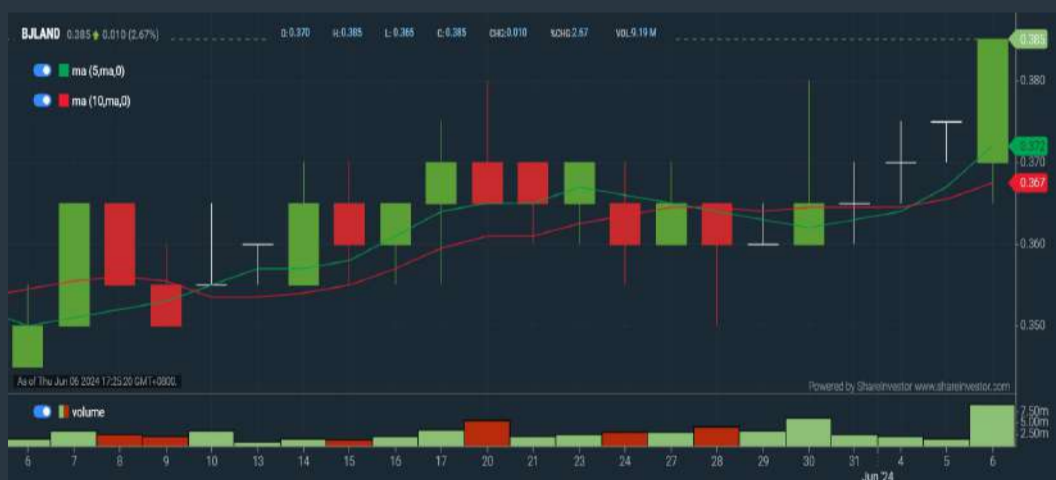 BJLAND 0.385 0.010 (2.67%) O:0.370 H:0.385 L:0.365 C:0.385 CHG:0.010 %CHG:2.67 VOL:9.19 M
ma (5,ma,0)
ma (10,ma,0)
0.385
0.380
0.372
0.370
0.367
0.360
0.350
As of Thu Jun 06 2024 17:25:20 GMT+0800.
Powered by ShareInvestor www.shareinvestor.com
volume
7.50m
5.00m
2.50m
6 7 8 9 10 13 14 15 16 17 20 21 23 24 27 28 29 30 31 4 5 6
Jun '24